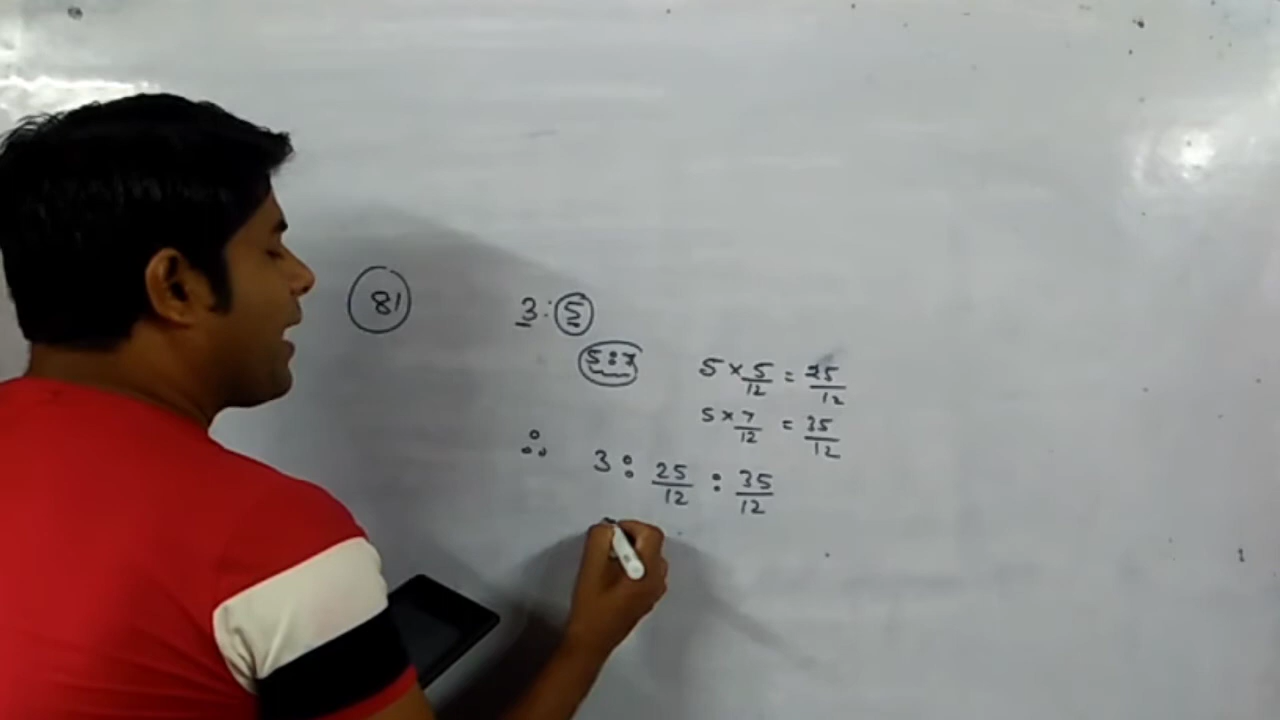 81
3 : 5
5 : 7
5 × 5/12 = 25/12
5 × 7/12 = 35/12
∴ 3 : 25/12 : 35/12